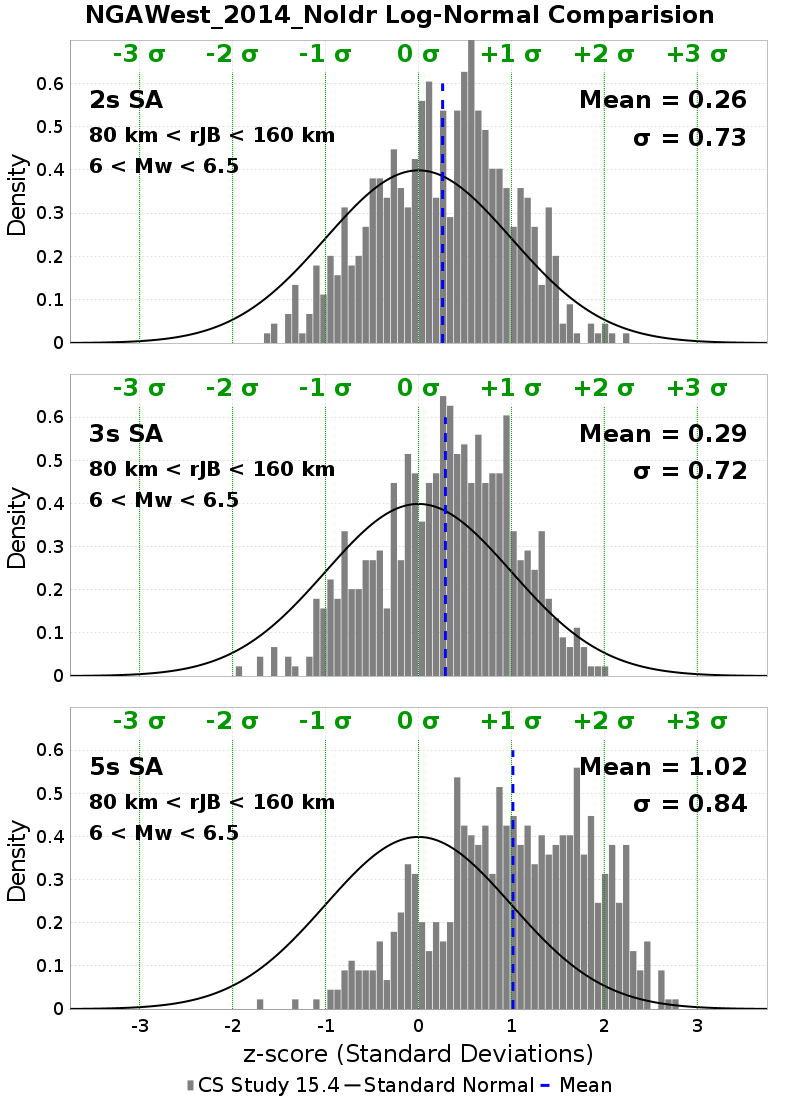 NGAWest_2014_NoIdr Log-Normal Comparision
-3 σ -2 σ -1 σ 0 σ +1 σ +2 σ +3 σ
2s SA
80 km < rJB < 160 km
6 < Mw < 6.5
Mean = 0.26
σ = 0.73
Density
0.6
0.5
0.4
0.3
0.2
0.1
0
-3 σ -2 σ -1 σ 0 σ +1 σ +2 σ +3 σ
3s SA
80 km < rJB < 160 km
6 < Mw < 6.5
Mean = 0.29
σ = 0.72
Density
0.6
0.5
0.4
0.3
0.2
0.1
0
-3 σ -2 σ -1 σ 0 σ +1 σ +2 σ +3 σ
5s SA
80 km < rJB < 160 km
6 < Mw < 6.5
Mean = 1.02
σ = 0.84
Density
0.6
0.5
0.4
0.3
0.2
0.1
0
-3 -2 -1 0 1 2 3
z-score (Standard Deviations)
CS Study 15.4 Standard Normal Mean